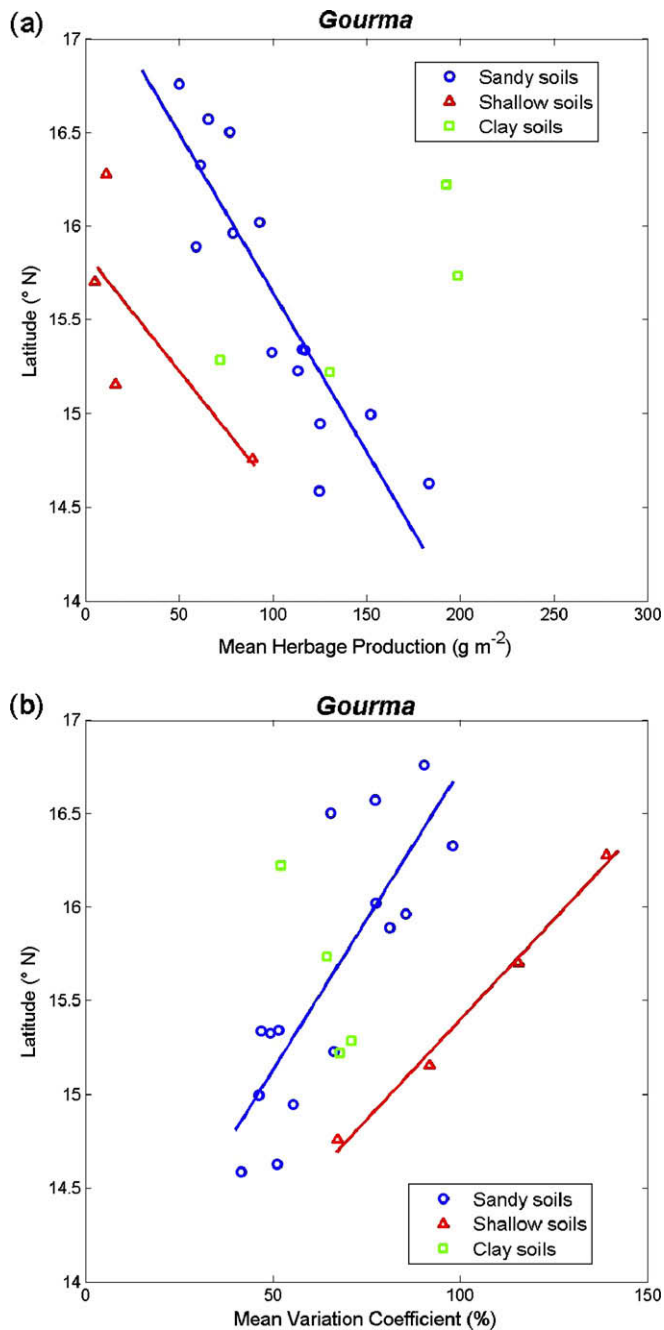 (a)
Gourma
17
16.5
16
15.5
15
14.5
14
Latitude (° N)
Sandy soils
Shallow soils
Clay soils
0 50 100 150 200 250 300
Mean Herbage Production (g m-2)
(b)
Gourma
17
16.5
16
15.5
15
14.5
14
Latitude (° N)
Sandy soils
Shallow soils
Clay soils
0 50 100 150
Mean Variation Coefficient (%)